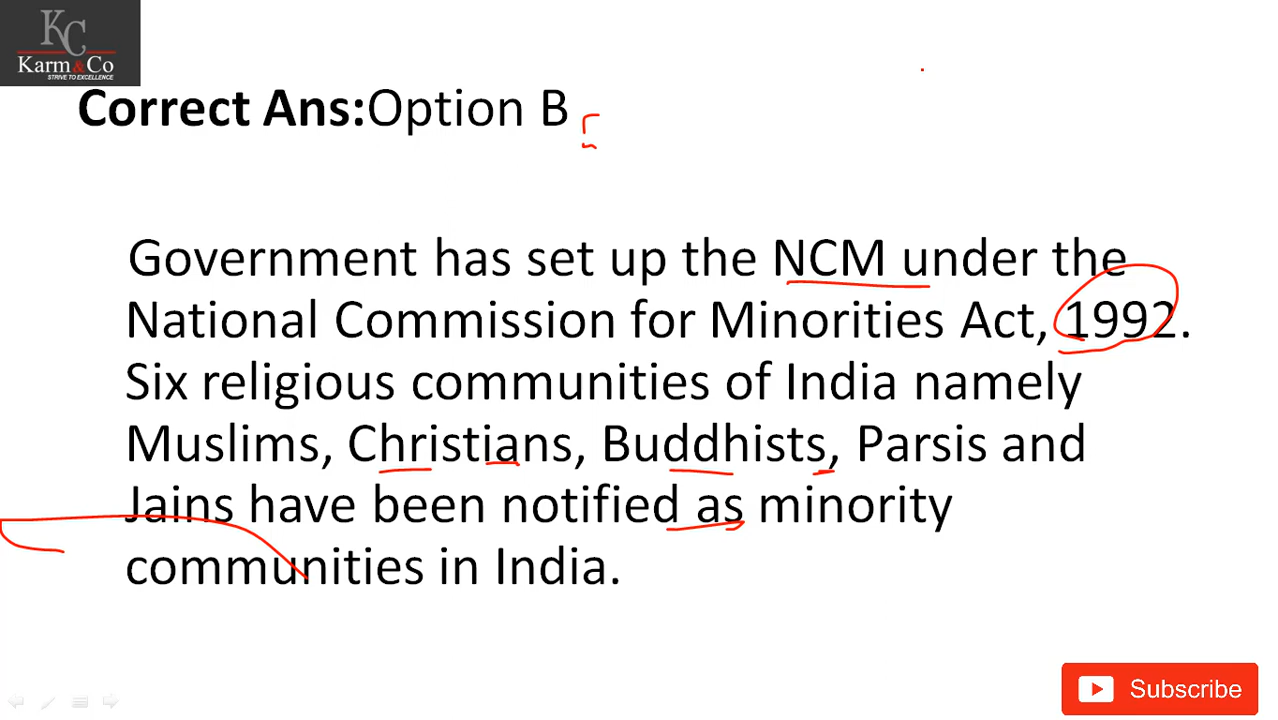 KC
Karm&Co
STRIVE TO EXCELLENCE
Correct Ans:Option B
Government has set up the NCM under the
National Commission for Minorities Act, 1992.
Six religious communities of India namely
Muslims, Christians, Buddhists, Parsis and
Jains have been notified as minority
communities in India.
Subscribe